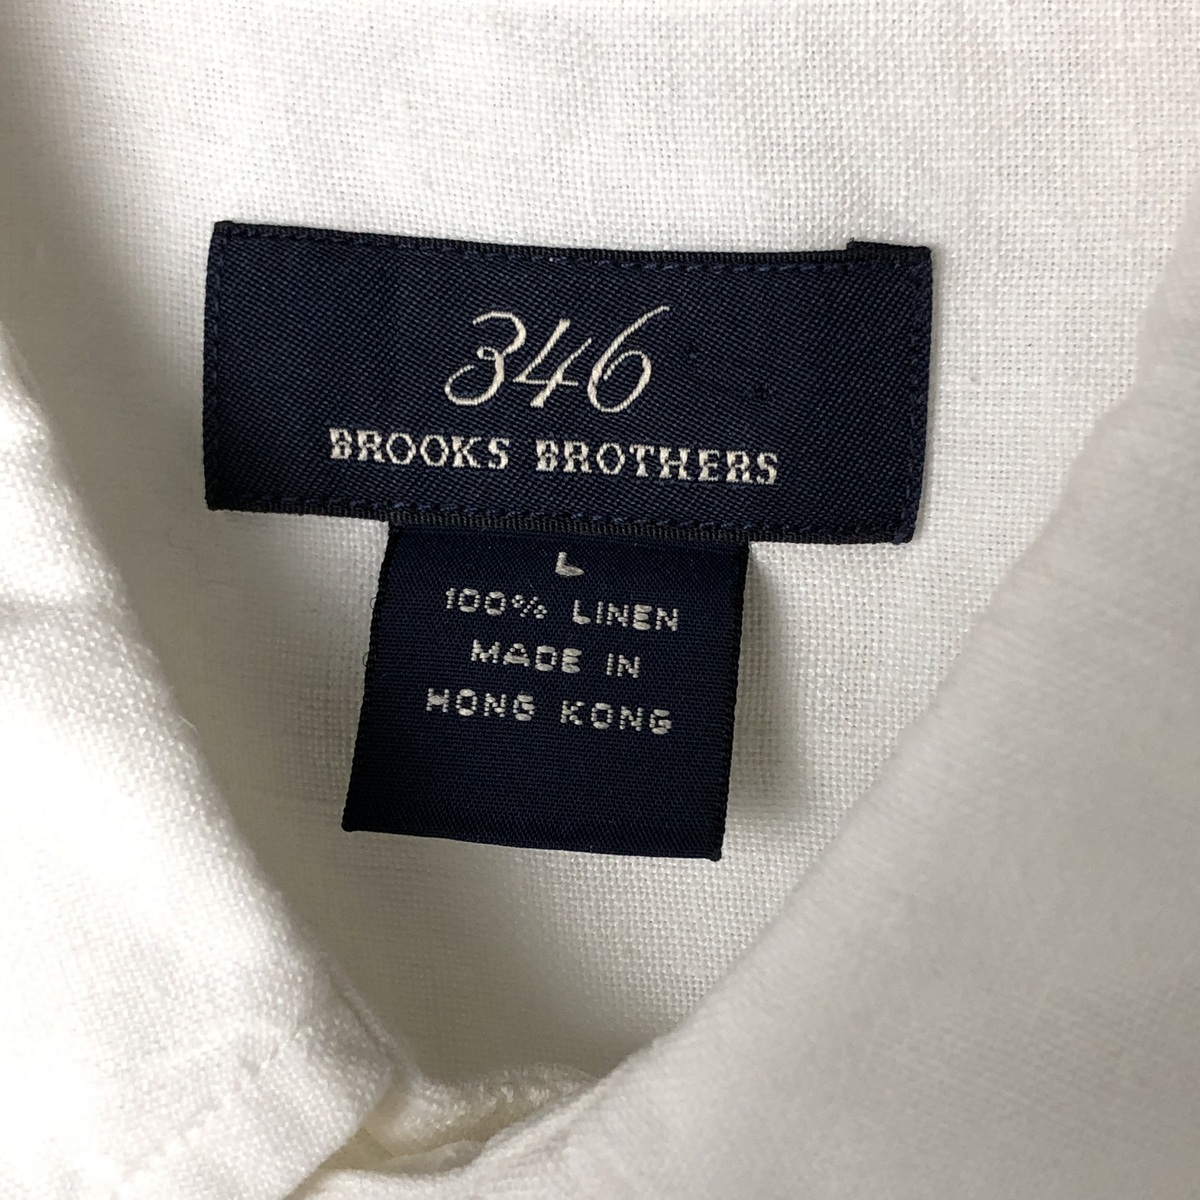 346
BROOKS BROTHERS
L
100% LINEN
MADE IN
HONG KONG